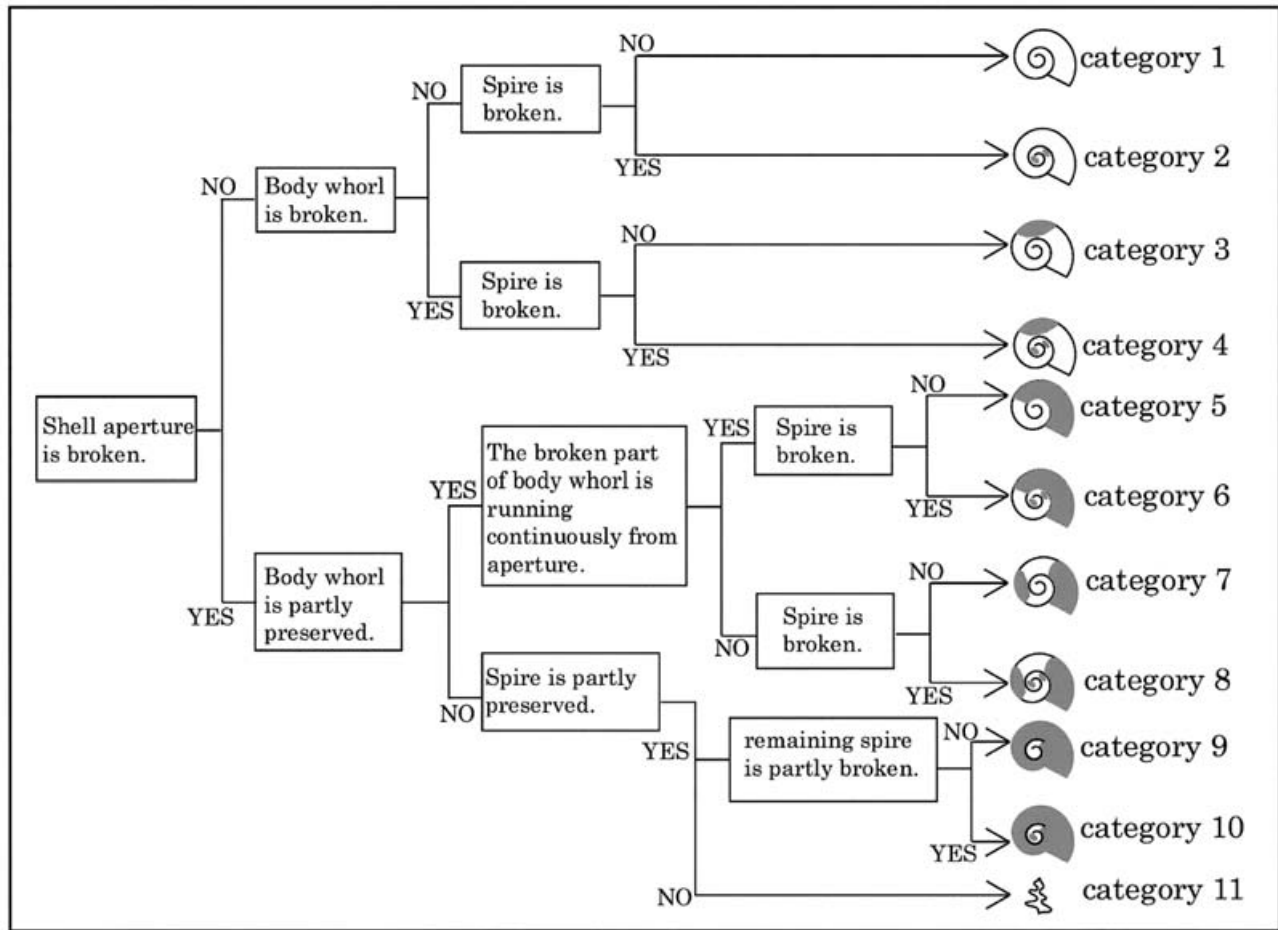 NO
category 1
NO
Spire is
broken.
YES
category 2
NO
Body whorl
is broken.
NO
category 3
YES
Spire is
broken.
YES
category 4
Shell aperture
is broken.
NO
category 5
YES
Spire is
broken.
YES
The broken part
of body whorl is
running
continuously from
aperture.
YES
category 6
YES
Body whorl
is partly
preserved.
NO
category 7
NO
Spire is
broken.
YES
category 8
NO
Spire is partly
preserved.
YES
remaining spire
is partly broken.
NO
category 9
YES
category 10
NO
category 11